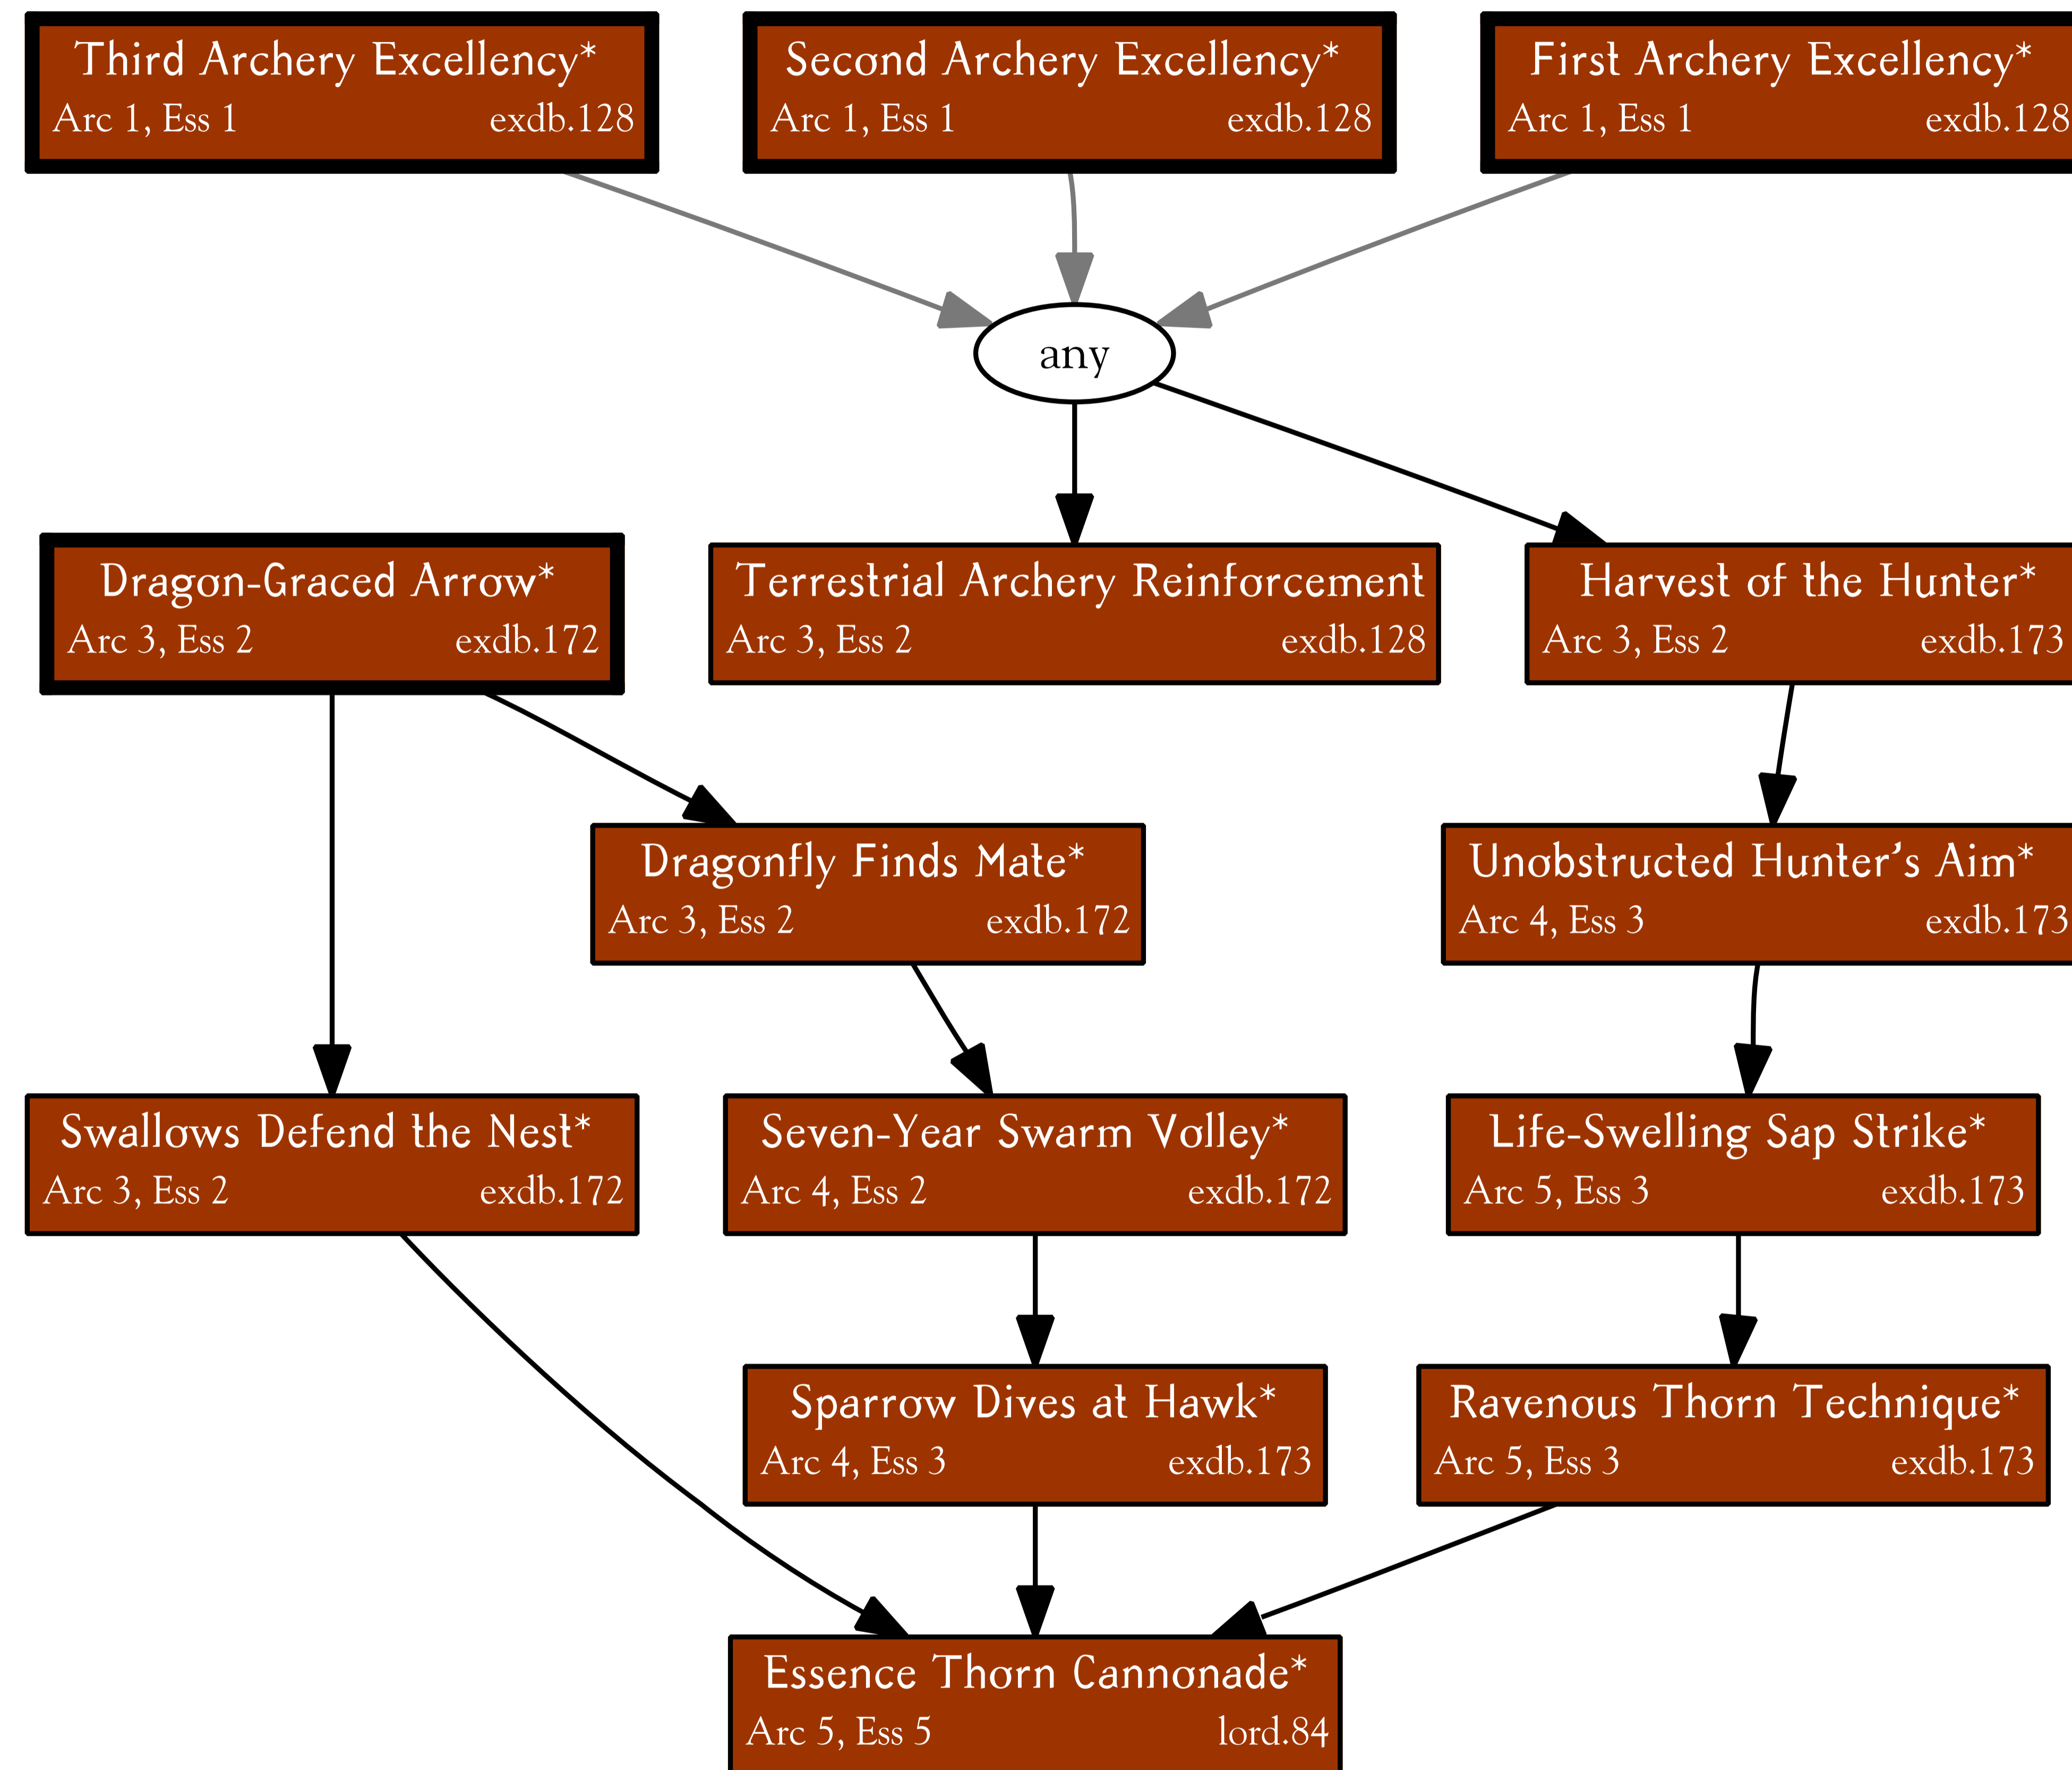 Third Archery Excellency*
Arc 1, Ess 1 exdb.128
Second Archery Excellency*
Arc 1, Ess 1 exdb.128
First Archery Excellency*
Arc 1, Ess 1 exdb.128
any
Dragon-Graced Arrow*
Arc 3, Ess 2 exdb.172
Terrestrial Archery Reinforcement
Arc 3, Ess 2 exdb.128
Harvest of the Hunter*
Arc 3, Ess 2 exdb.173
Dragonfly Finds Mate*
Arc 3, Ess 2 exdb.172
Unobstructed Hunter's Aim*
Arc 4, Ess 3 exdb.173
Swallows Defend the Nest*
Arc 3, Ess 2 exdb.172
Seven-Year Swarm Volley*
Arc 4, Ess 2 exdb.172
Life-Swelling Sap Strike*
Arc 5, Ess 3 exdb.173
Sparrow Dives at Hawk*
Arc 4, Ess 3 exdb.173
Ravenous Thorn Technique*
Arc 5, Ess 3 exdb.173
Essence Thorn Cannonade*
Arc 5, Ess 5 lord.84